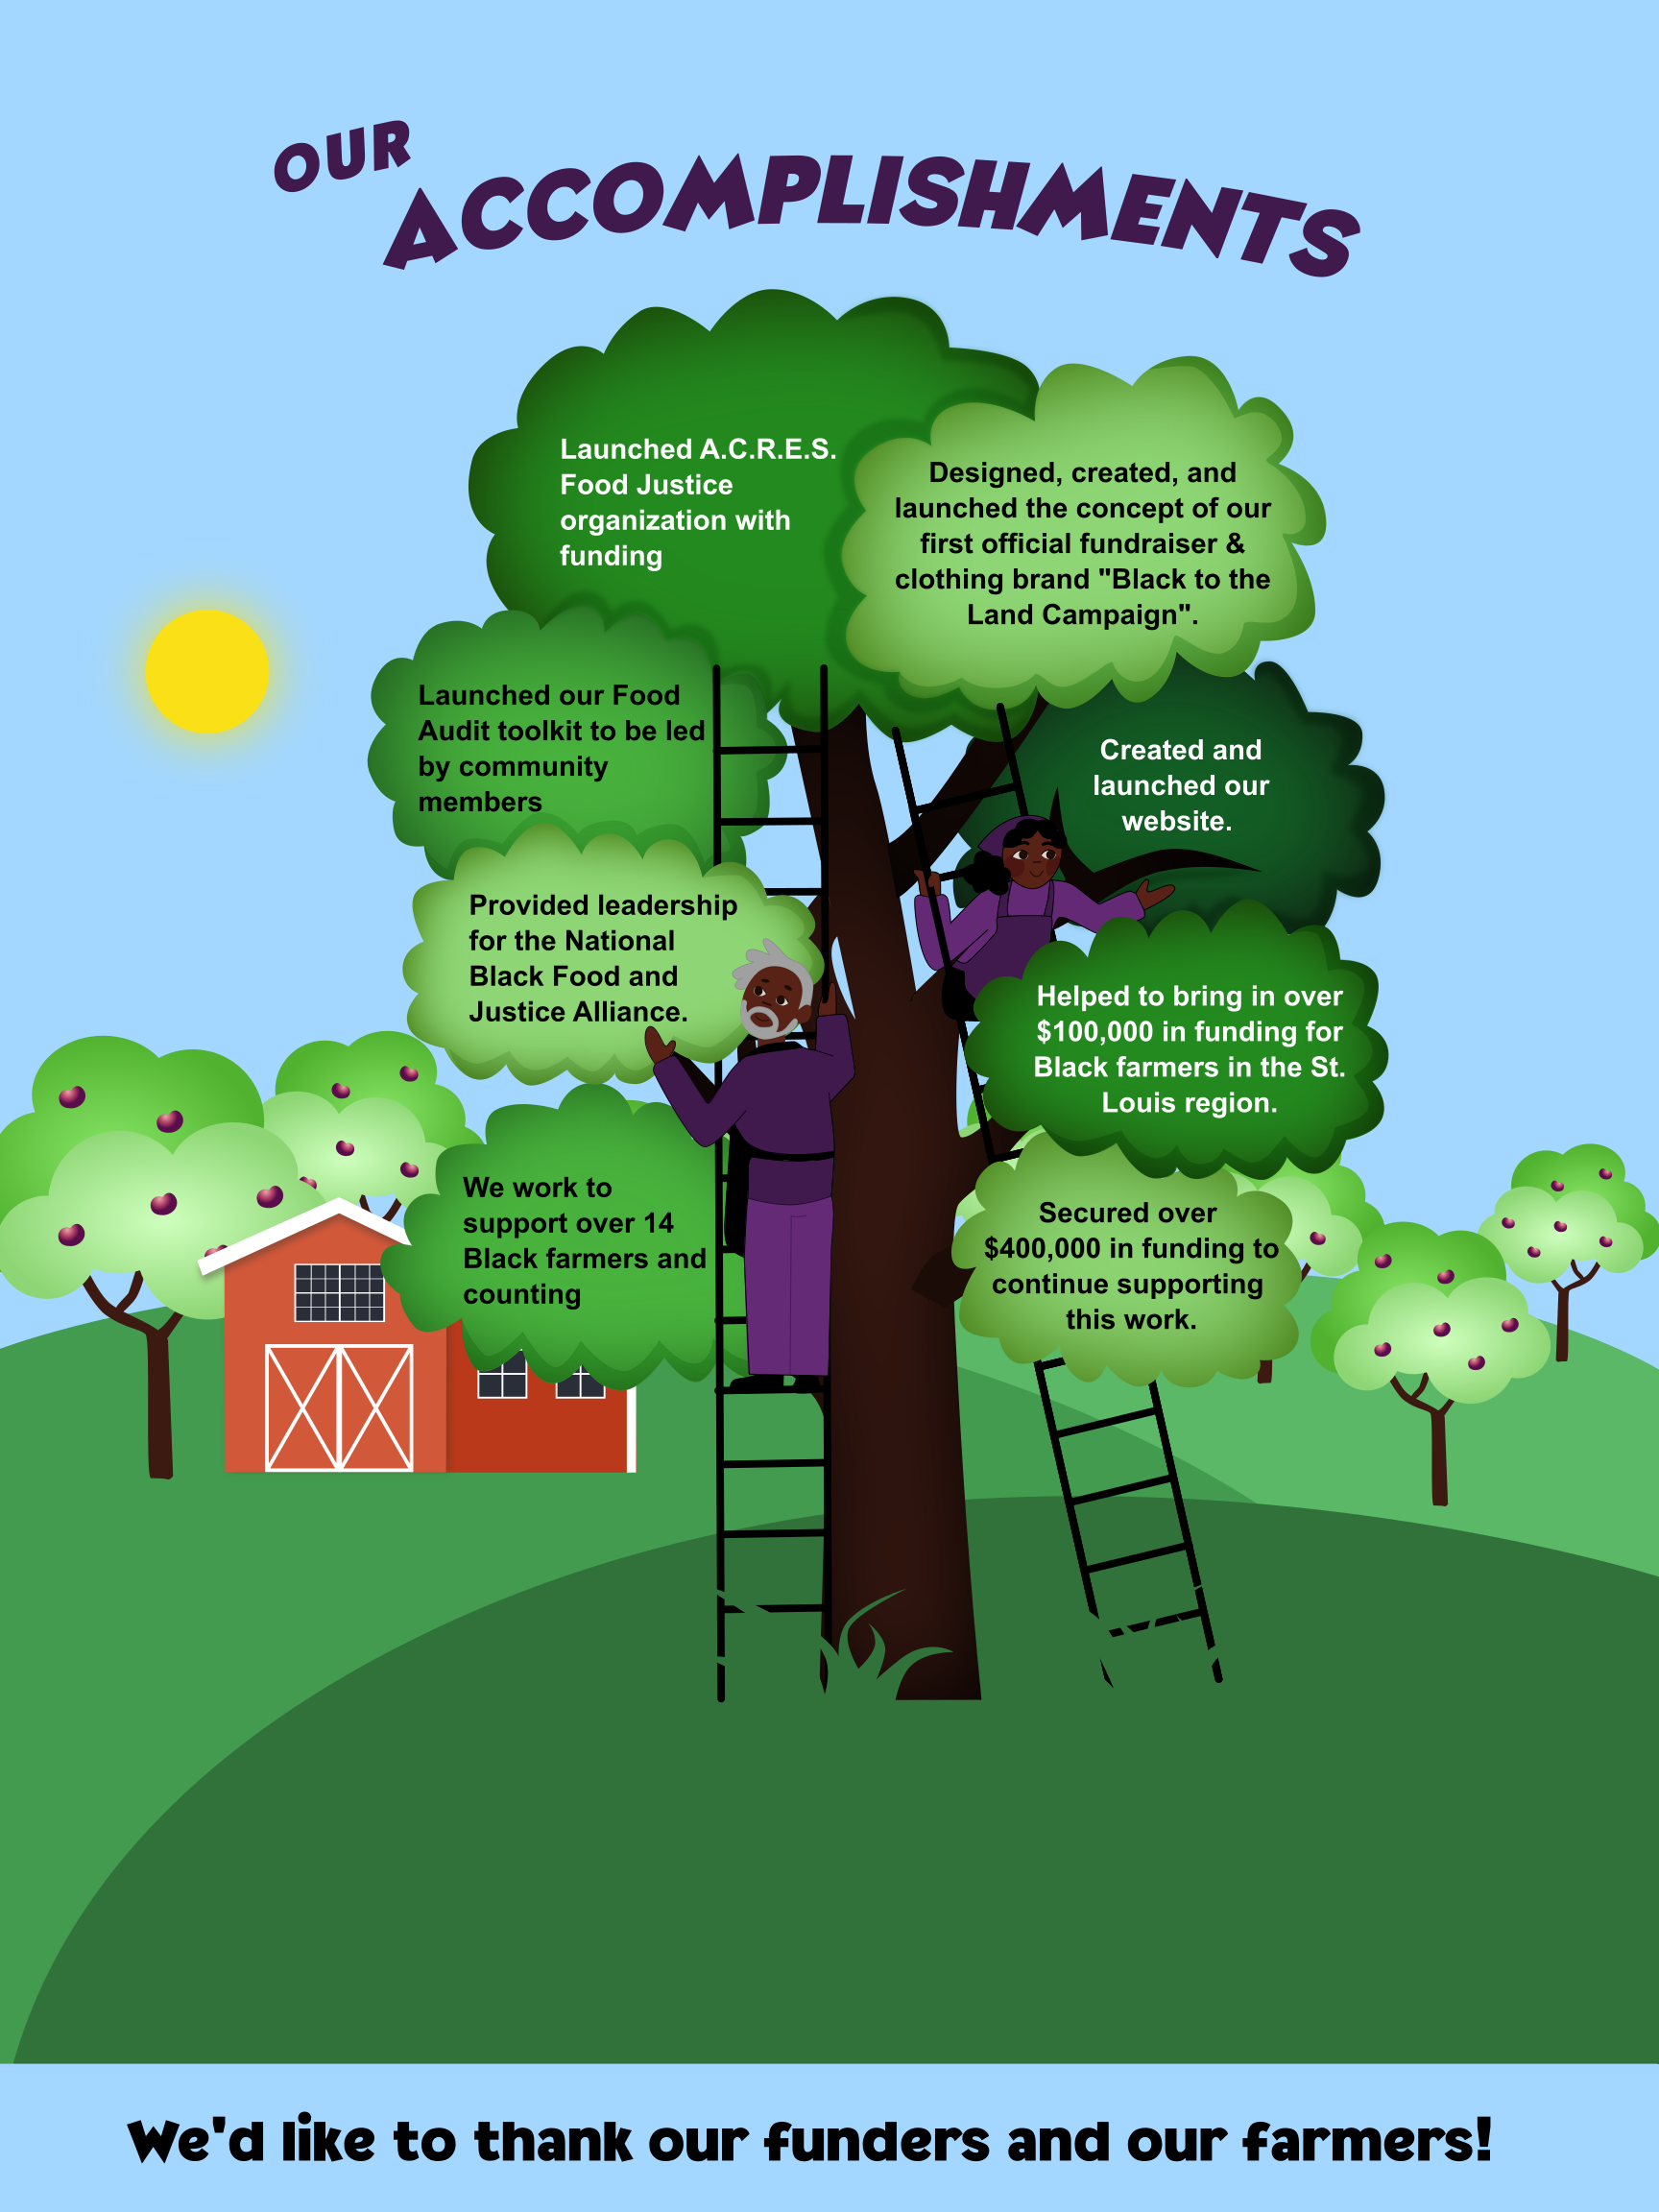 OUR
ACCOMPLISHMENTS
Launched A.C.R.E.S.
Food Justice
organization with
funding
Designed, created, and
launched the concept of our
first official fundraiser &
clothing brand "Black to the
Land Campaign".
Launched our Food
Audit toolkit to be led
by community
members
Created and
launched our
website.
Provided leadership
for the National
Black Food and
Justice Alliance.
Helped to bring in over
$100,000 in funding for
Black farmers in the St.
Louis region.
We work to
support over 14
Black farmers and
counting
Secured over
$400,000 in funding to
continue supporting
this work.
We'd like to thank our funders and our farmers!